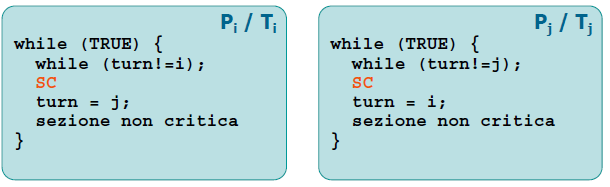 Pi / Ti
while (TRUE) {
while (turn!=i);
SC
turn = j;
sezione non critica
}
Pj / Tj
while (TRUE) {
while (turn!=j);
SC
turn = i;
sezione non critica
}